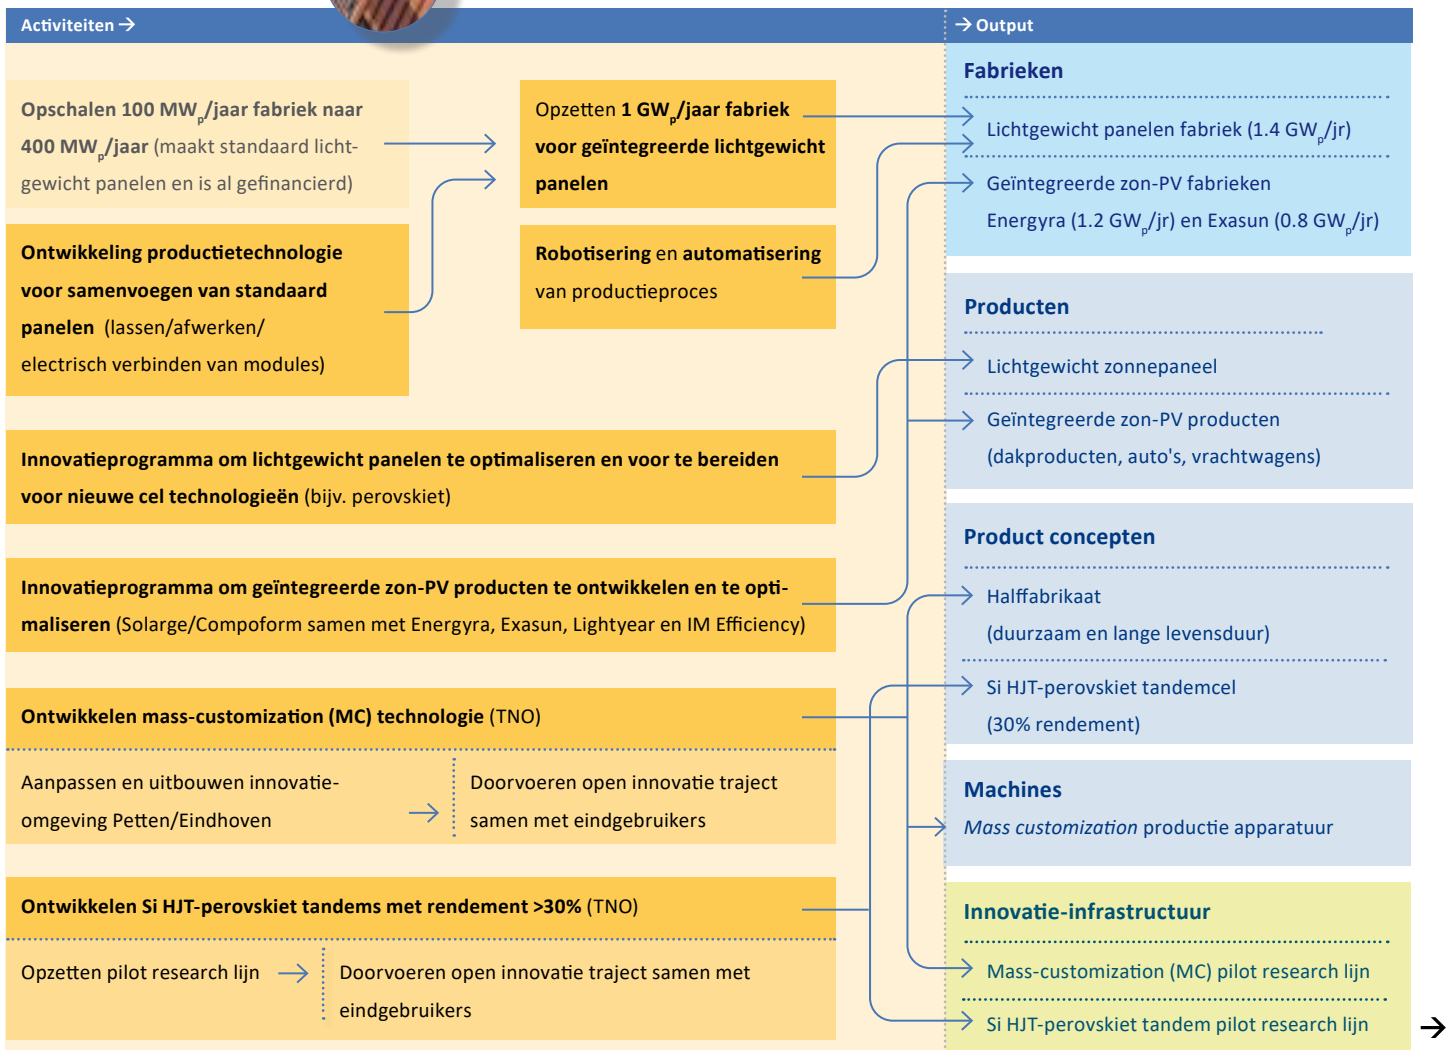 Activiteiten →
→ Output
Opschalen 100 MWp/jaar fabriek naar
400 MWp/jaar (maakt standaard licht-
gewicht panelen en is al gefinancierd)
Opzetten 1 GWp/jaar fabriek
voor geïntegreerde lichtgewicht
panelen
Ontwikkeling productietechnologie
voor samenvoegen van standaard
panelen (lassen/afwerken/
electrisch verbinden van modules)
Robotisering en automatisering
van productieproces
Innovatieprogramma om lichtgewicht panelen te optimaliseren en voor te bereiden
voor nieuwe cel technologieën (bijv. perovskiet)
Innovatieprogramma om geïntegreerde zon-PV producten te ontwikkelen en te opti-
maliseren (Solarge/Compoform samen met Energyra, Exasun, Lightyear en IM Efficiency)
Ontwikkelen mass-customization (MC) technologie (TNO)
Aanpassen en uitbouwen innovatie-
omgeving Petten/Eindhoven
Doorvoeren open innovatie traject
samen met eindgebruikers
Ontwikkelen Si HJT-perovskiet tandems met rendement >30% (TNO)
Opzetten pilot research lijn
Doorvoeren open innovatie traject samen met
eindgebruikers
Fabrieken
Lichtgewicht panelen fabriek (1.4 GWp/jr)
Geïntegreerde zon-PV fabrieken
Energyra (1.2 GWp/jr) en Exasun (0.8 GWp/jr)
Producten
Lichtgewicht zonnepaneel
Geïntegreerde zon-PV producten
(dakproducten, auto's, vrachtwagens)
Product concepten
Halffabrikaat
(duurzaam en lange levensduur)
Si HJT-perovskiet tandemcel
(30% rendement)
Machines
Mass customization productie apparatuur
Innovatie-infrastructuur
Mass-customization (MC) pilot research lijn
Si HJT-perovskiet tandem pilot research lijn